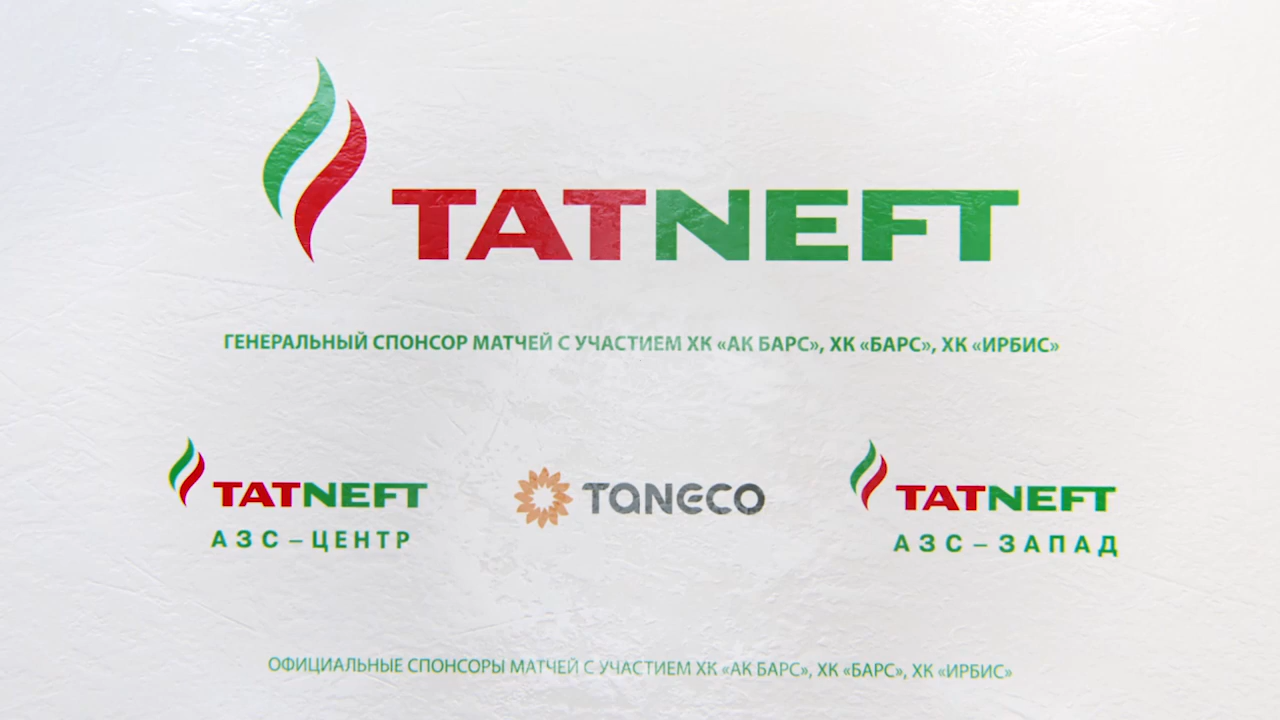 TATNEFT
ГЕНЕРАЛЬНЫЙ СПОНСОР МАТЧЕЙ С УЧАСТИЕМ ХК «АК БАРС», ХК «БАРС», ХК «ИРБИС»
TATNEFT
АЗС – ЦЕНТР
TANECO
TATNEFT
АЗС – ЗАПАД
ОФИЦИАЛЬНЫЕ СПОНСОРЫ МАТЧЕЙ С УЧАСТИЕМ ХК «АК БАРС», ХК «БАРС», ХК «ИРБИС»